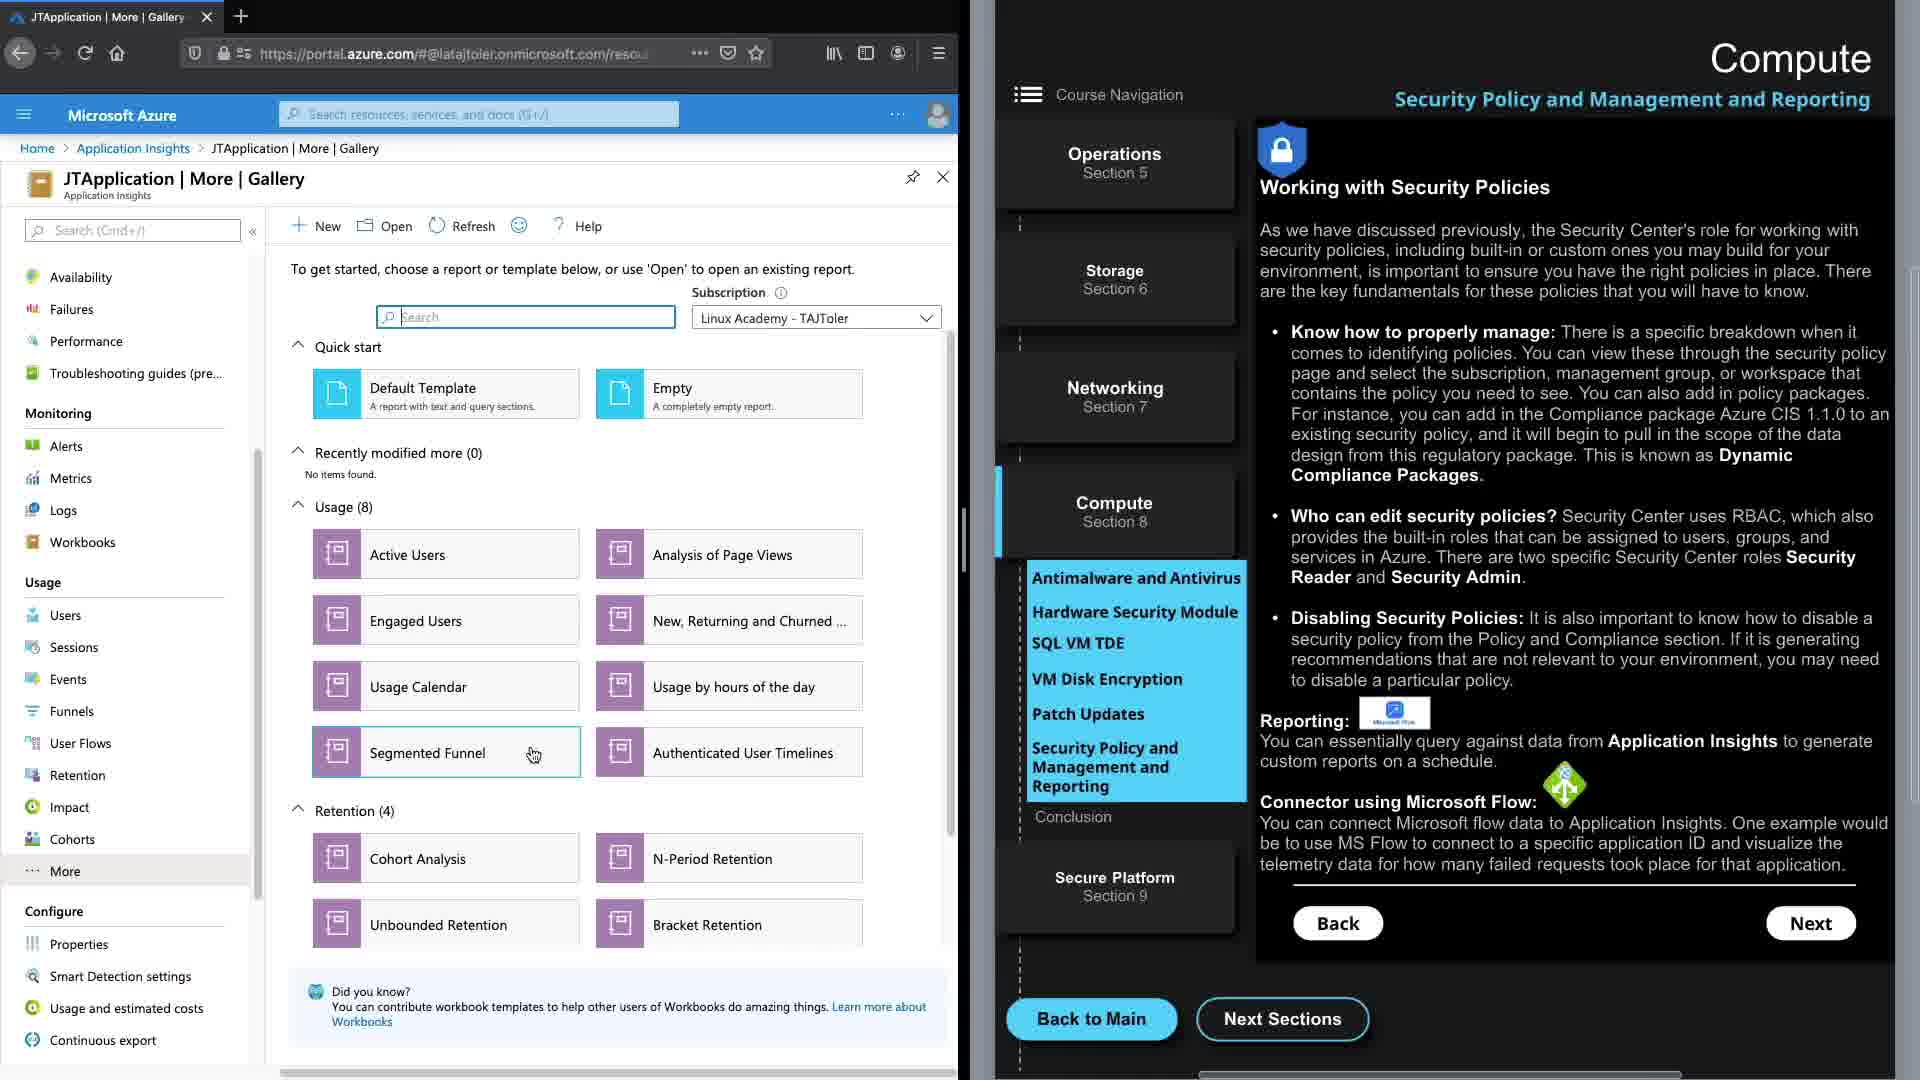 JTApplication | More | Gallery
https://portal.azure.com/#@latajtoler.onmicrosoft.com/resou
Microsoft Azure
Search resources, services, and docs (G+/)
Home > Application Insights > JTApplication | More | Gallery
JTApplication | More | Gallery
Application Insights
Search (Cmd+/)
Availability
Failures
Performance
Troubleshooting guides (pre...
Monitoring
Alerts
Metrics
Logs
Workbooks
Usage
Users
Sessions
Events
Funnels
User Flows
Retention
Impact
Cohorts
More
Configure
Properties
Smart Detection settings
Usage and estimated costs
Continuous export
New Open Refresh Help
To get started, choose a report or template below, or use 'Open' to open an existing report.
Subscription
Search
Linux Academy - TAJToler
Quick start
Default Template
A report with text and query sections.
Empty
A completely empty report.
Recently modified more (0)
No items found.
Usage (8)
Active Users
Analysis of Page Views
Engaged Users
New, Returning and Churned ...
Usage Calendar
Usage by hours of the day
Segmented Funnel
Authenticated User Timelines
Retention (4)
Cohort Analysis
N-Period Retention
Unbounded Retention
Bracket Retention
Did you know?
You can contribute workbook templates to help other users of Workbooks do amazing things. Learn more about
Workbooks
Compute
Course Navigation
Security Policy and Management and Reporting
Operations
Section 5
Storage
Section 6
Networking
Section 7
Compute
Section 8
Antimalware and Antivirus
Hardware Security Module
SQL VM TDE
VM Disk Encryption
Patch Updates
Security Policy and
Management and
Reporting
Conclusion
Secure Platform
Section 9
Back to Main
Next Sections
Working with Security Policies
As we have discussed previously, the Security Center's role for working with
security policies, including built-in or custom ones you may build for your
environment, is important to ensure you have the right policies in place. There
are the key fundamentals for these policies that you will have to know.
• Know how to properly manage: There is a specific breakdown when it
comes to identifying policies. You can view these through the security policy
page and select the subscription, management group, or workspace that
contains the policy you need to see. You can also add in policy packages.
For instance, you can add in the Compliance package Azure CIS 1.1.0 to an
existing security policy, and it will begin to pull in the scope of the data
design from this regulatory package. This is known as Dynamic
Compliance Packages.
• Who can edit security policies? Security Center uses RBAC, which also
provides the built-in roles that can be assigned to users. groups, and
services in Azure. There are two specific Security Center roles Security
Reader and Security Admin.
• Disabling Security Policies: It is also important to know how to disable a
security policy from the Policy and Compliance section. If it is generating
recommendations that are not relevant to your environment, you may need
to disable a particular policy.
Reporting: Microsoft Flow
You can essentially query against data from Application Insights to generate
custom reports on a schedule.
Connector using Microsoft Flow:
You can connect Microsoft flow data to Application Insights. One example would
be to use MS Flow to connect to a specific application ID and visualize the
telemetry data for how many failed requests took place for that application.
Back
Next